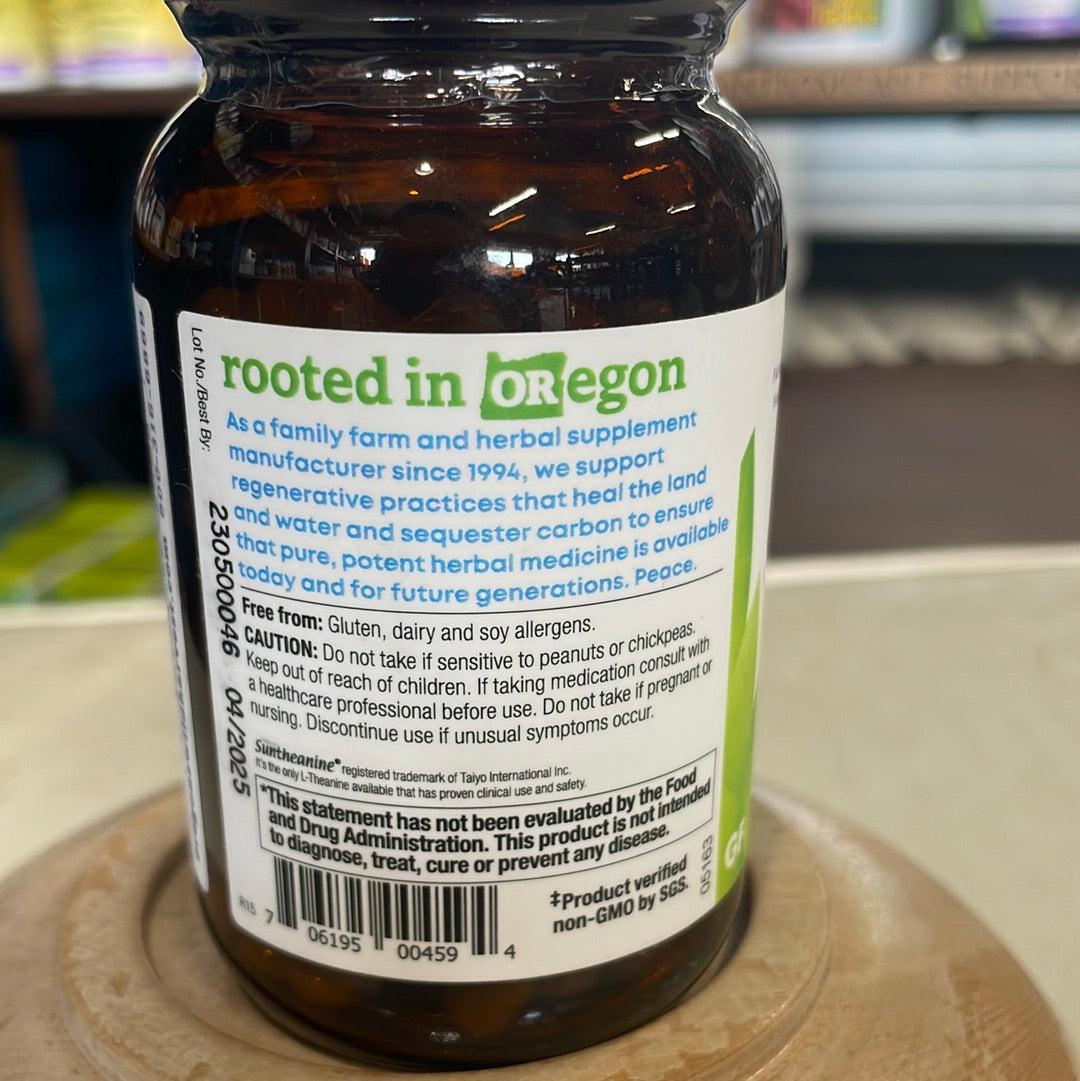 rooted in ORegon
As a family farm and herbal supplement
manufacturer since 1994, we support
regenerative practices that heal the land
and water and sequester carbon to ensure
that pure, potent herbal medicine is available
today and for future generations. Peace.
Free from: Gluten, dairy and soy allergens.
CAUTION: Do not take if sensitive to peanuts or chickpeas.
Keep out of reach of children. If taking medication consult with
a healthcare professional before use. Do not take if pregnant or
nursing. Discontinue use if unusual symptoms occur.
Suntheanine® registered trademark of Taiyo International Inc.
It's the only L-Theanine available that has proven clinical use and safety.
*This statement has not been evaluated by the Food
and Drug Administration. This product is not intended
to diagnose, treat, cure or prevent any disease.
‡Product verified
non-GMO by SGS.
R15
7 06195 00459 4
05163
Lot No./Best By:
230500046 04/2025